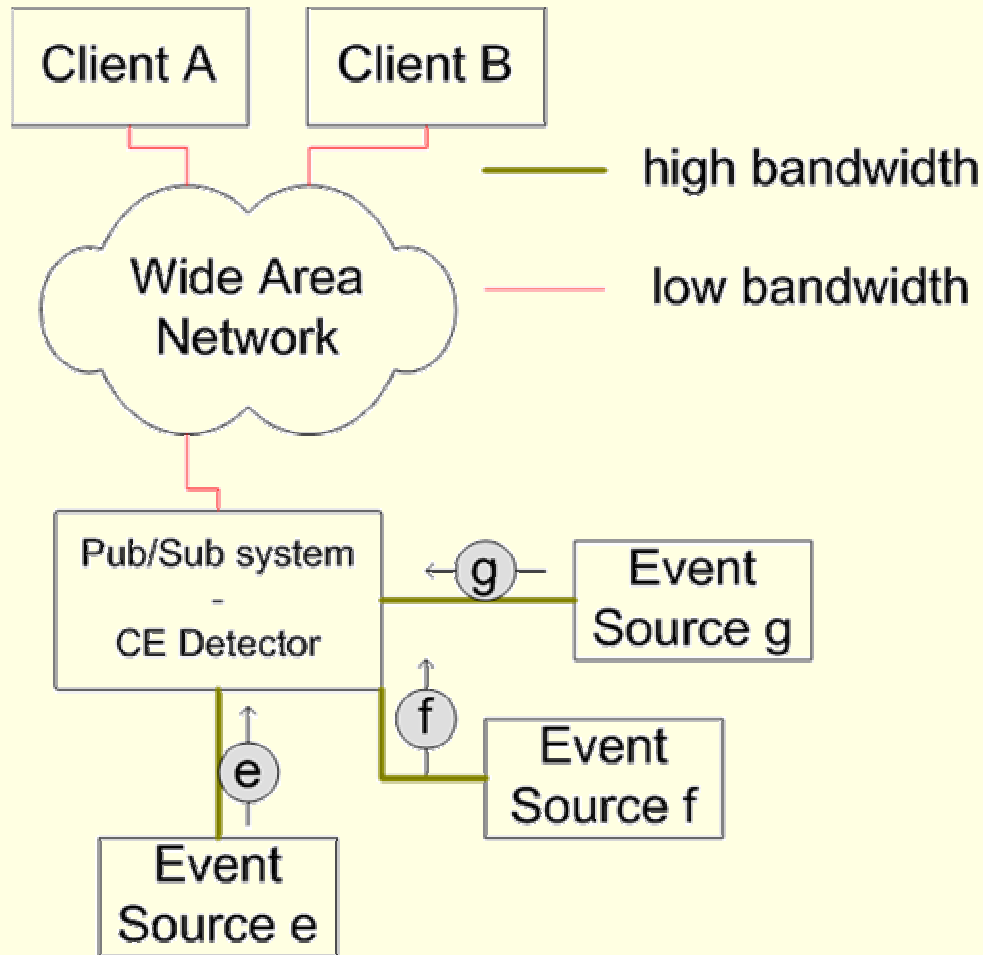 Client A
Client B
high bandwidth
low bandwidth
Wide Area
Network
Pub/Sub system
-
CE Detector
g
Event
Source g
f
Event
Source f
e
Event
Source e